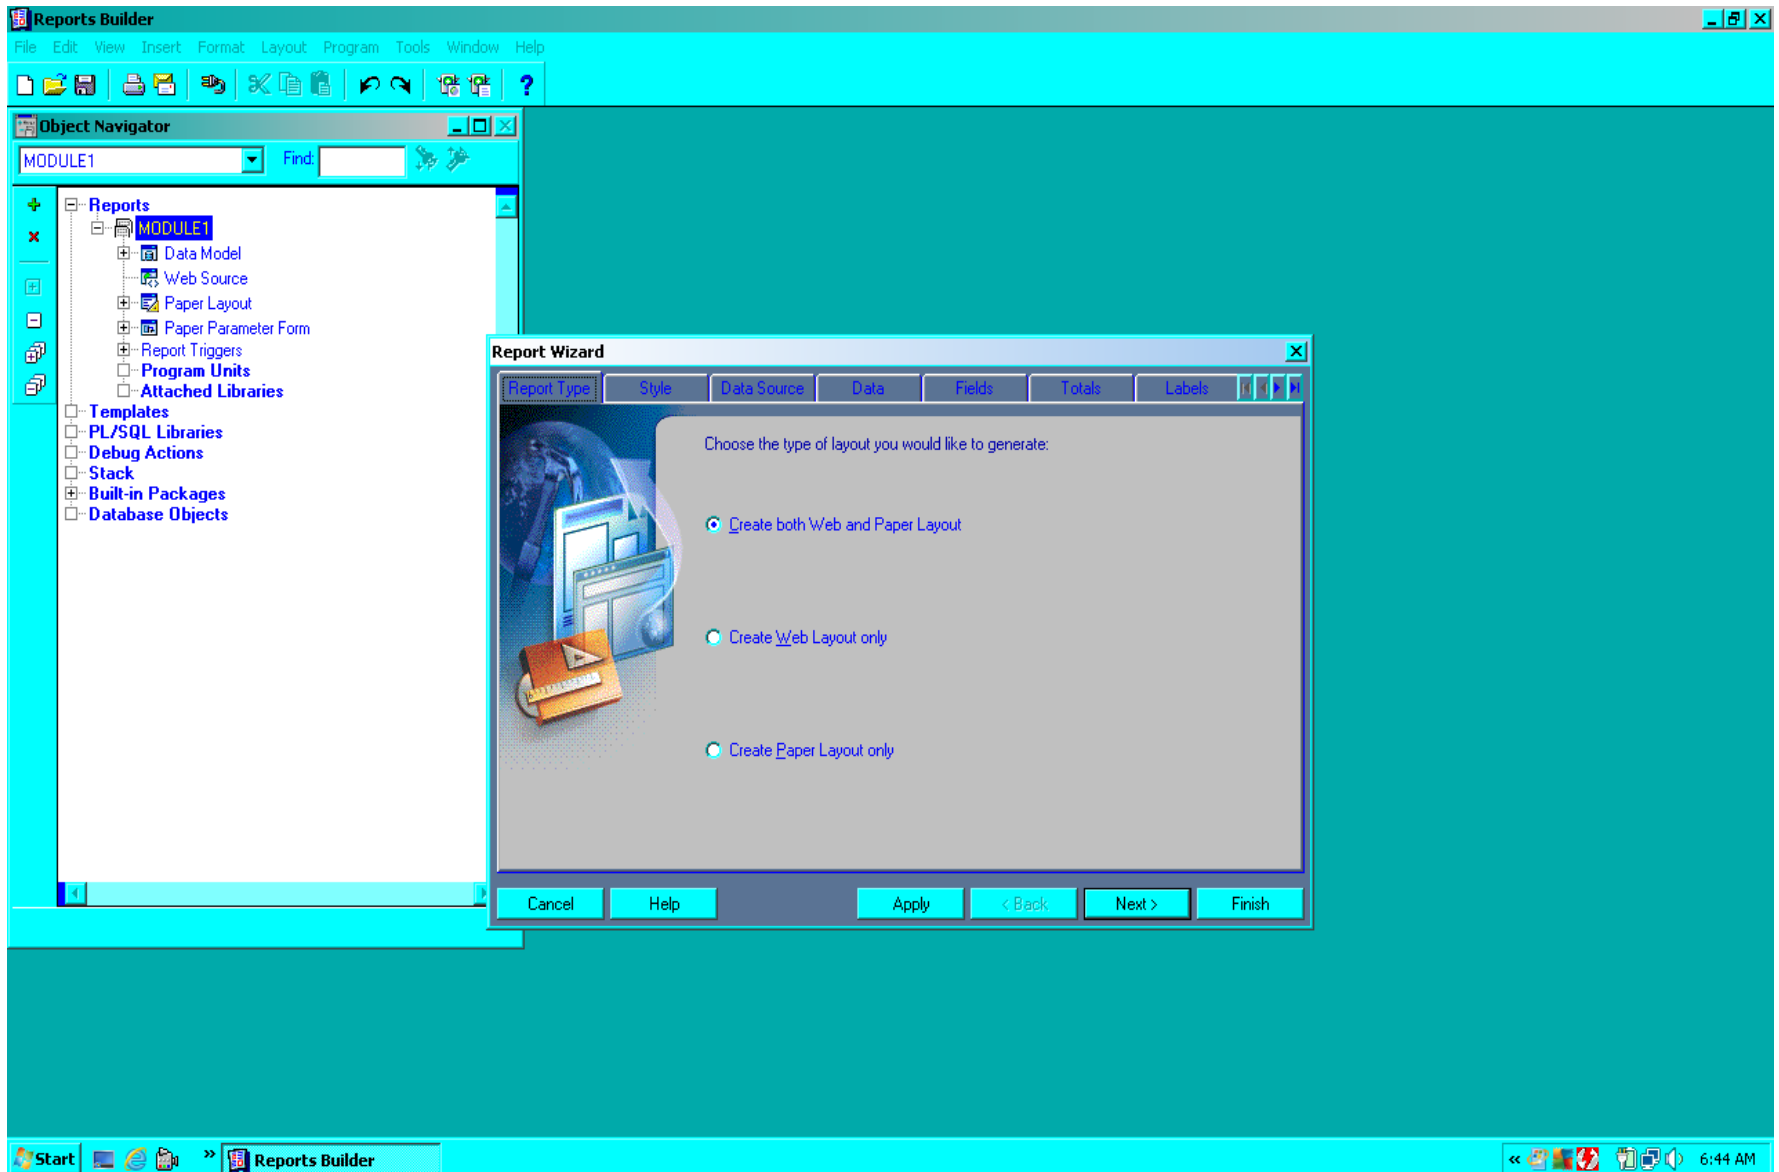 Reports Builder
File Edit View Insert Format Layout Program Tools Window Help
?
Object Navigator
MODULE1 Find:
Reports
MODULE1
Data Model
Web Source
Paper Layout
Paper Parameter Form
Report Triggers
Program Units
Attached Libraries
Templates
PL/SQL Libraries
Debug Actions
Stack
Built-in Packages
Database Objects
Report Wizard
Report Type Style Data Source Data Fields Totals Labels
Choose the type of layout you would like to generate:
Create both Web and Paper Layout
Create Web Layout only
Create Paper Layout only
Cancel Help Apply < Back Next > Finish
Start » Reports Builder « 6:44 AM